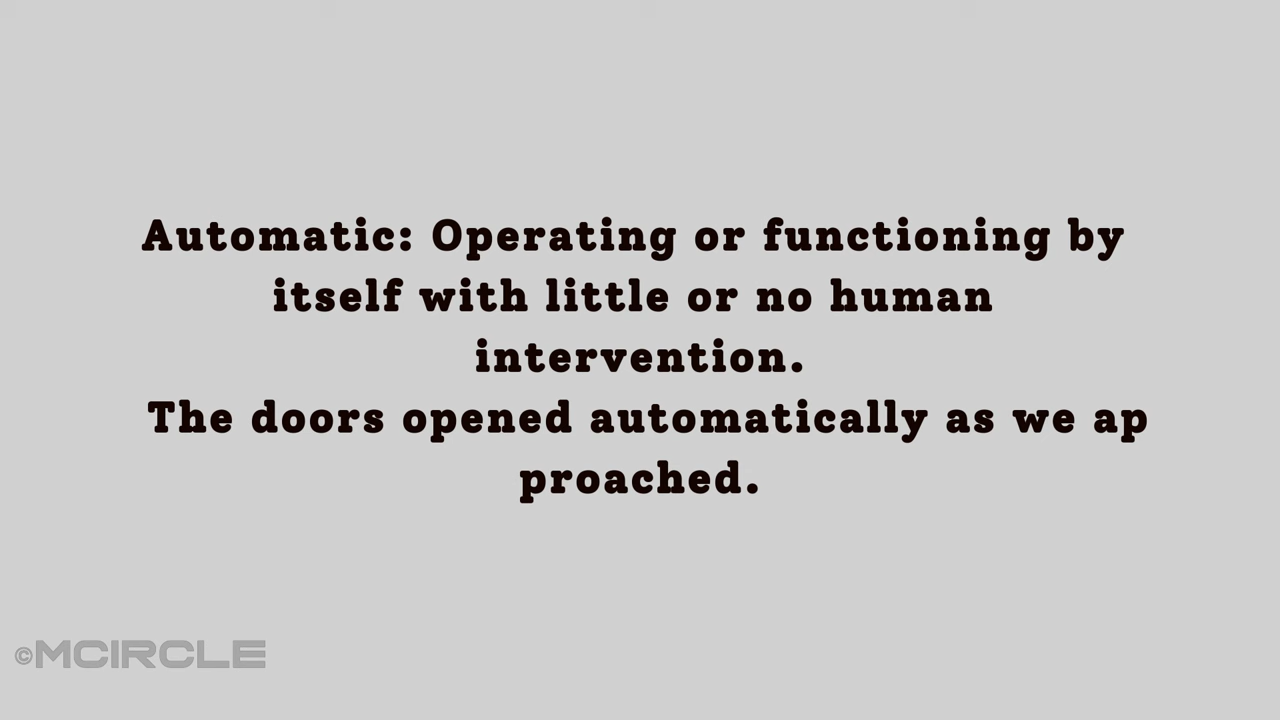 Automatic: Operating or functioning by
itself with little or no human
intervention.
The doors opened automatically as we ap
proached.
©MCIRCLE